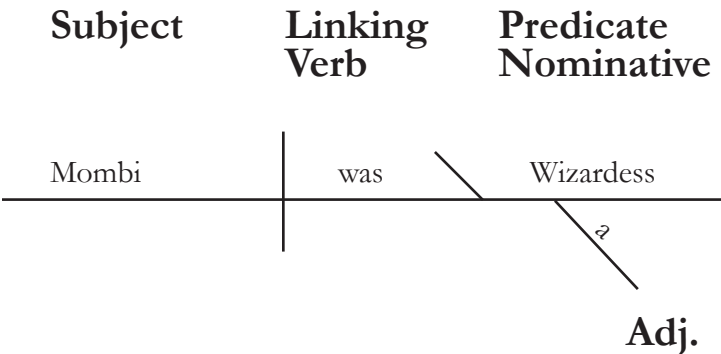 Subject Linking Verb Predicate Nominative
Mombi was Wizardess
a
Adj.